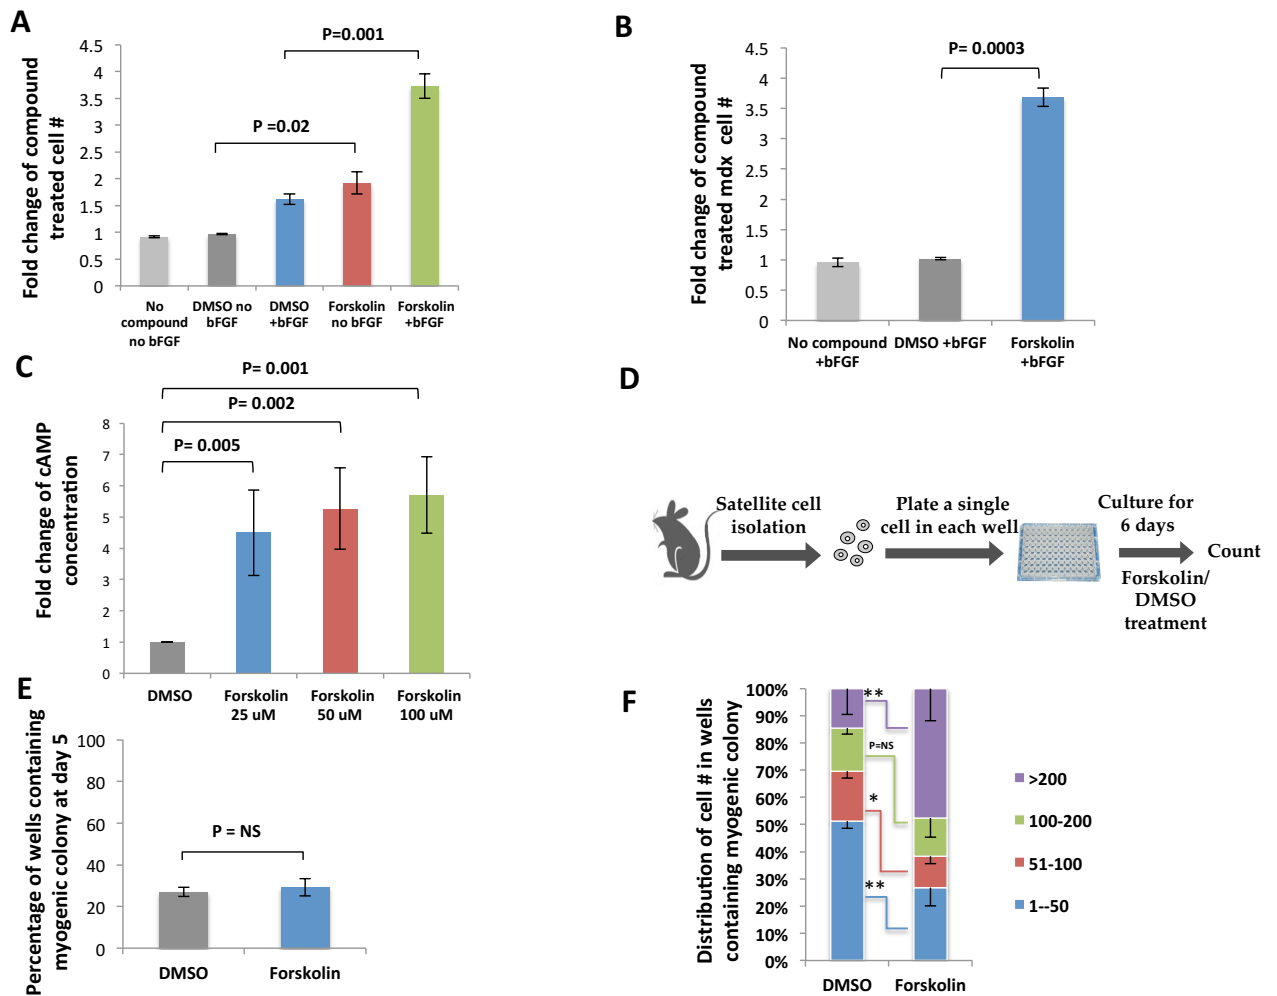 A
P=0.001
P =0.02
Fold change of compound
treated cell #
4.5
4
3.5
3
2.5
2
1.5
1
0.5
0
No
compound
no bFGF
DMSO no
bFGF
DMSO
+bFGF
Forskolin
no bFGF
Forskolin
+bFGF
B
P= 0.0003
Fold change of compound
treated mdx cell #
4.5
4
3.5
3
2.5
2
1.5
1
0.5
0
No compound
+bFGF
DMSO +bFGF
Forskolin
+bFGF
C
P= 0.001
P= 0.002
P= 0.005
Fold change of cAMP
concentration
8
7
6
5
4
3
2
1
0
DMSO
Forskolin
25 uM
Forskolin
50 uM
Forskolin
100 uM
D
Satellite cell
isolation
Plate a single
cell in each well
Culture for
6 days
Forskolin/
DMSO
treatment
Count
E
P = NS
Percentage of wells containing
myogenic colony at day 5
100
80
60
40
20
0
DMSO
Forskolin
F
Distribution of cell # in wells
containing myogenic colony
100%
90%
80%
70%
60%
50%
40%
30%
20%
10%
0%
**
P=NS
*
**
DMSO
Forskolin
>200
100-200
51-100
1--50